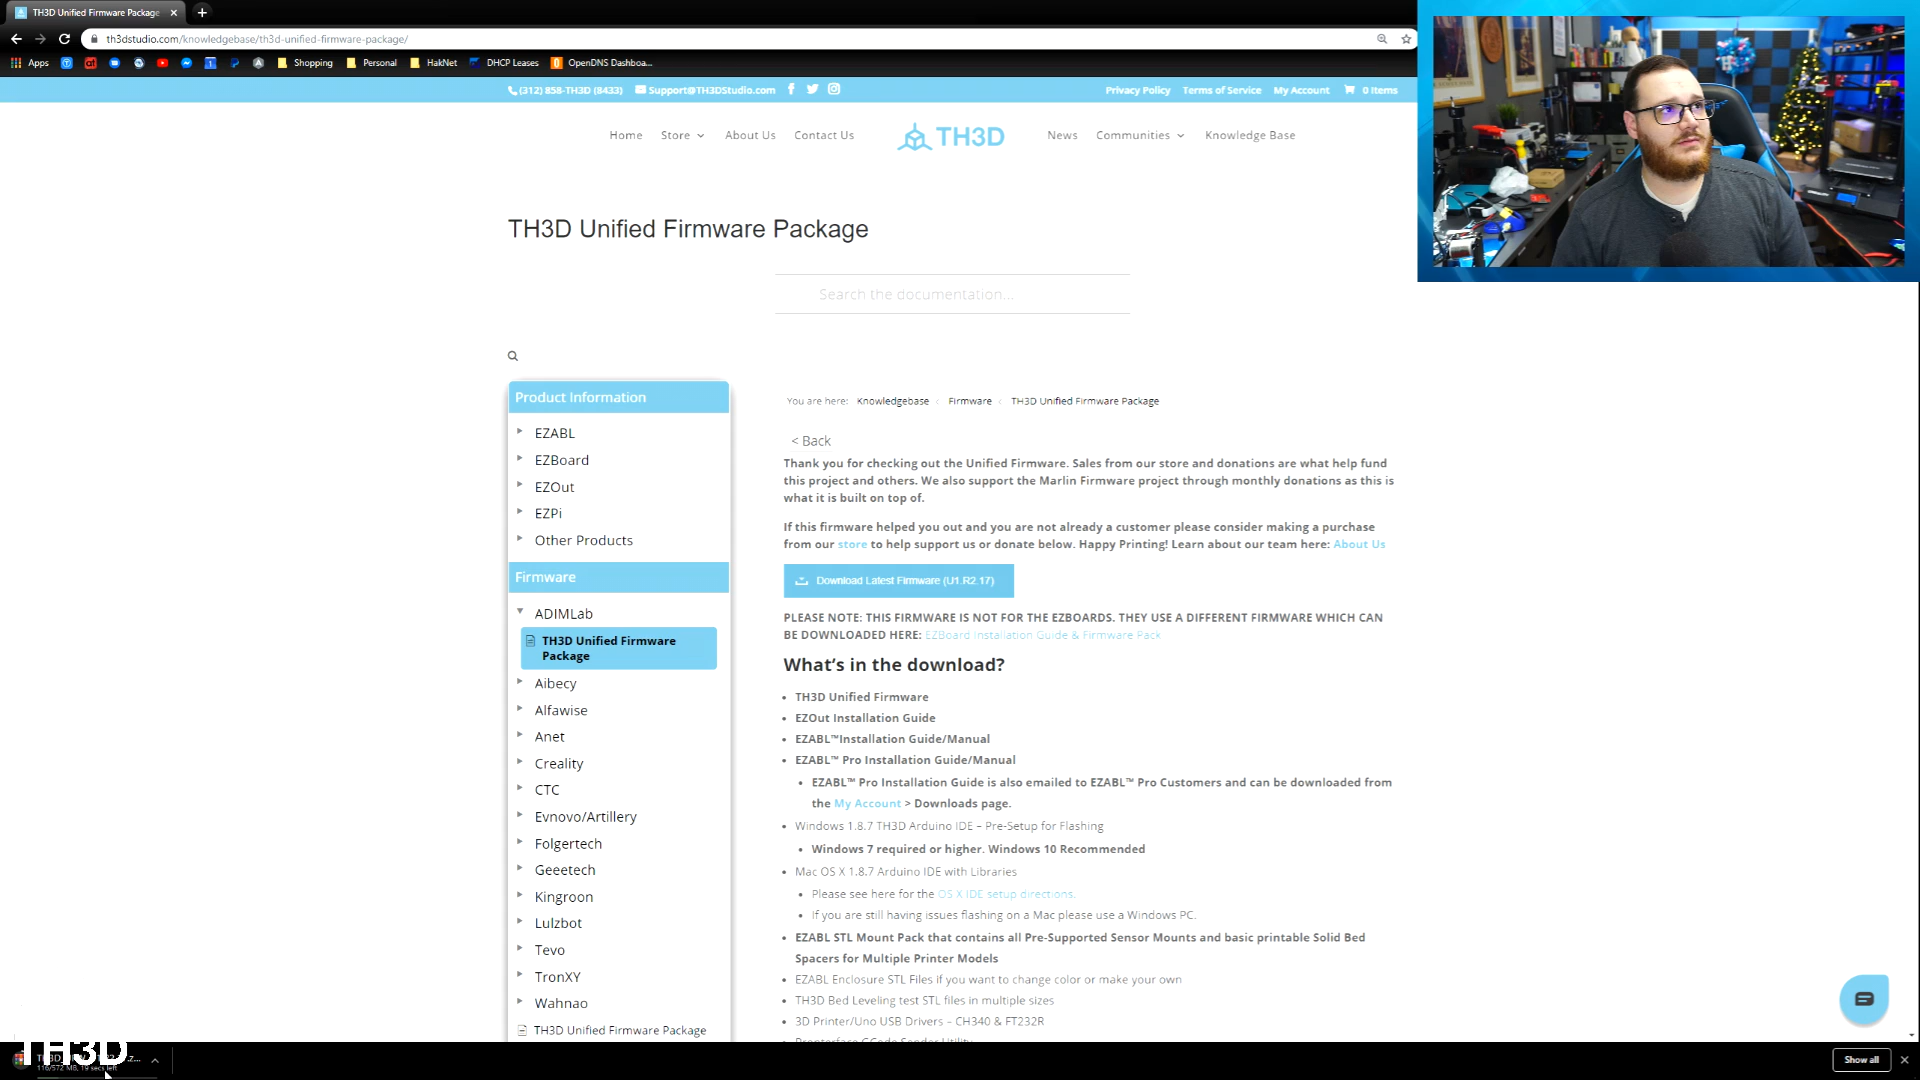 TH3D Unified Firmware Package
th3dstudio.com/knowledgebase/th3d-unified-firmware-package/
Apps
Shopping
Personal
HakNet
DHCP Leases
OpenDNS Dashboa...
(312) 858-TH3D (8433)
Support@TH3DStudio.com
Privacy Policy
Terms of Service
My Account
0 Items
Home
Store
About Us
Contact Us
TH3D
News
Communities
Knowledge Base
TH3D Unified Firmware Package
Search the documentation...
Product Information
EZABL
EZBoard
EZOut
EZPi
Other Products
Firmware
ADIMLab
TH3D Unified Firmware
Package
Aibecy
Alfawise
Anet
Creality
CTC
Evnovo/Artillery
Folgertech
Geeetech
Kingroon
Lulzbot
Tevo
TronXY
Wahnao
TH3D Unified Firmware Package
You are here: Knowledgebase < Firmware < TH3D Unified Firmware Package
< Back
Thank you for checking out the Unified Firmware. Sales from our store and donations are what help fund
this project and others. We also support the Marlin Firmware project through monthly donations as this is
what it is built on top of.
If this firmware helped you out and you are not already a customer please consider making a purchase
from our store to help support us or donate below. Happy Printing! Learn about our team here: About Us
Download Latest Firmware (U1.R2.17)
PLEASE NOTE: THIS FIRMWARE IS NOT FOR THE EZBOARDS. THEY USE A DIFFERENT FIRMWARE WHICH CAN
BE DOWNLOADED HERE: EZBoard Installation Guide & Firmware Pack
What's in the download?
TH3D Unified Firmware
EZOut Installation Guide
EZABL™Installation Guide/Manual
EZABL™ Pro Installation Guide/Manual
EZABL™ Pro Installation Guide is also emailed to EZABL™ Pro Customers and can be downloaded from
the My Account > Downloads page.
Windows 1.8.7 TH3D Arduino IDE – Pre-Setup for Flashing
Windows 7 required or higher. Windows 10 Recommended
Mac OS X 1.8.7 Arduino IDE with Libraries
Please see here for the OS X IDE setup directions.
If you are still having issues flashing on a Mac please use a Windows PC.
EZABL STL Mount Pack that contains all Pre-Supported Sensor Mounts and basic printable Solid Bed
Spacers for Multiple Printer Models
EZABL Enclosure STL Files if you want to change color or make your own
TH3D Bed Leveling test STL files in multiple sizes
3D Printer/Uno USB Drivers – CH340 & FT232R
Pronterface GCode Sender Utility
TH3D
116/572 MB, 19 secs left
Show all